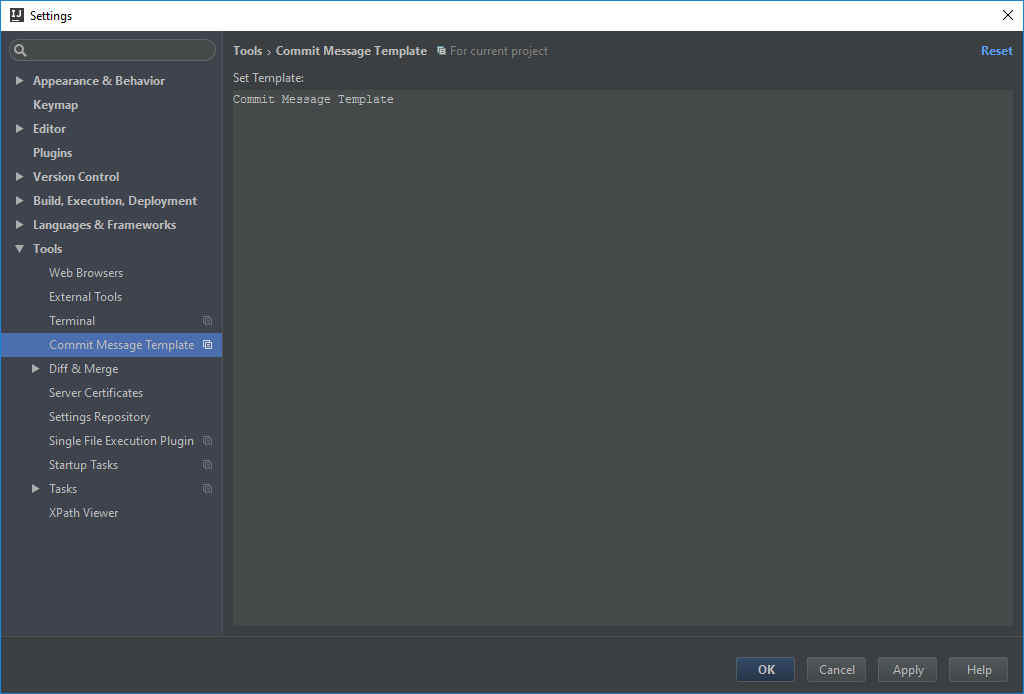 Settings
Tools › Commit Message Template For current project Reset
Appearance & Behavior
Keymap
Editor
Plugins
Version Control
Build, Execution, Deployment
Languages & Frameworks
Tools
Web Browsers
External Tools
Terminal
Commit Message Template
Diff & Merge
Server Certificates
Settings Repository
Single File Execution Plugin
Startup Tasks
Tasks
XPath Viewer
Set Template:
Commit Message Template
OK Cancel Apply Help